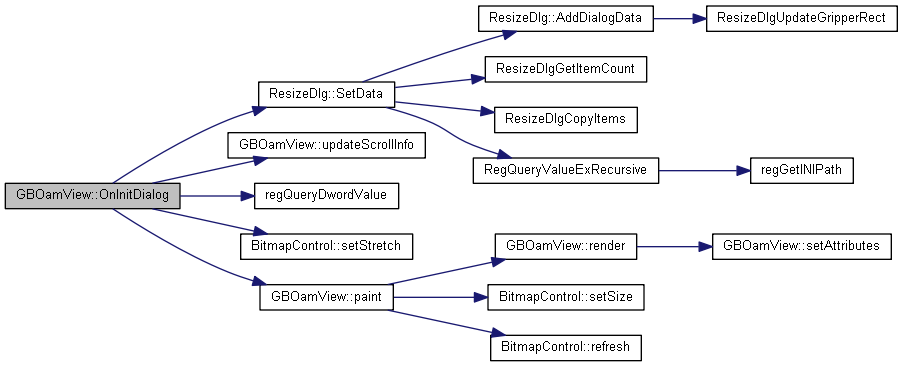 ResizeDlg::AddDialogData
ResizeDlgUpdateGripperRect
ResizeDlgGetItemCount
ResizeDlg::SetData
ResizeDlgCopyItems
GBOamView::updateScrollInfo
RegQueryValueExRecursive
regGetINIPath
GBOamView::OnInitDialog
regQueryDwordValue
BitmapControl::setStretch
GBOamView::render
GBOamView::setAttributes
GBOamView::paint
BitmapControl::setSize
BitmapControl::refresh